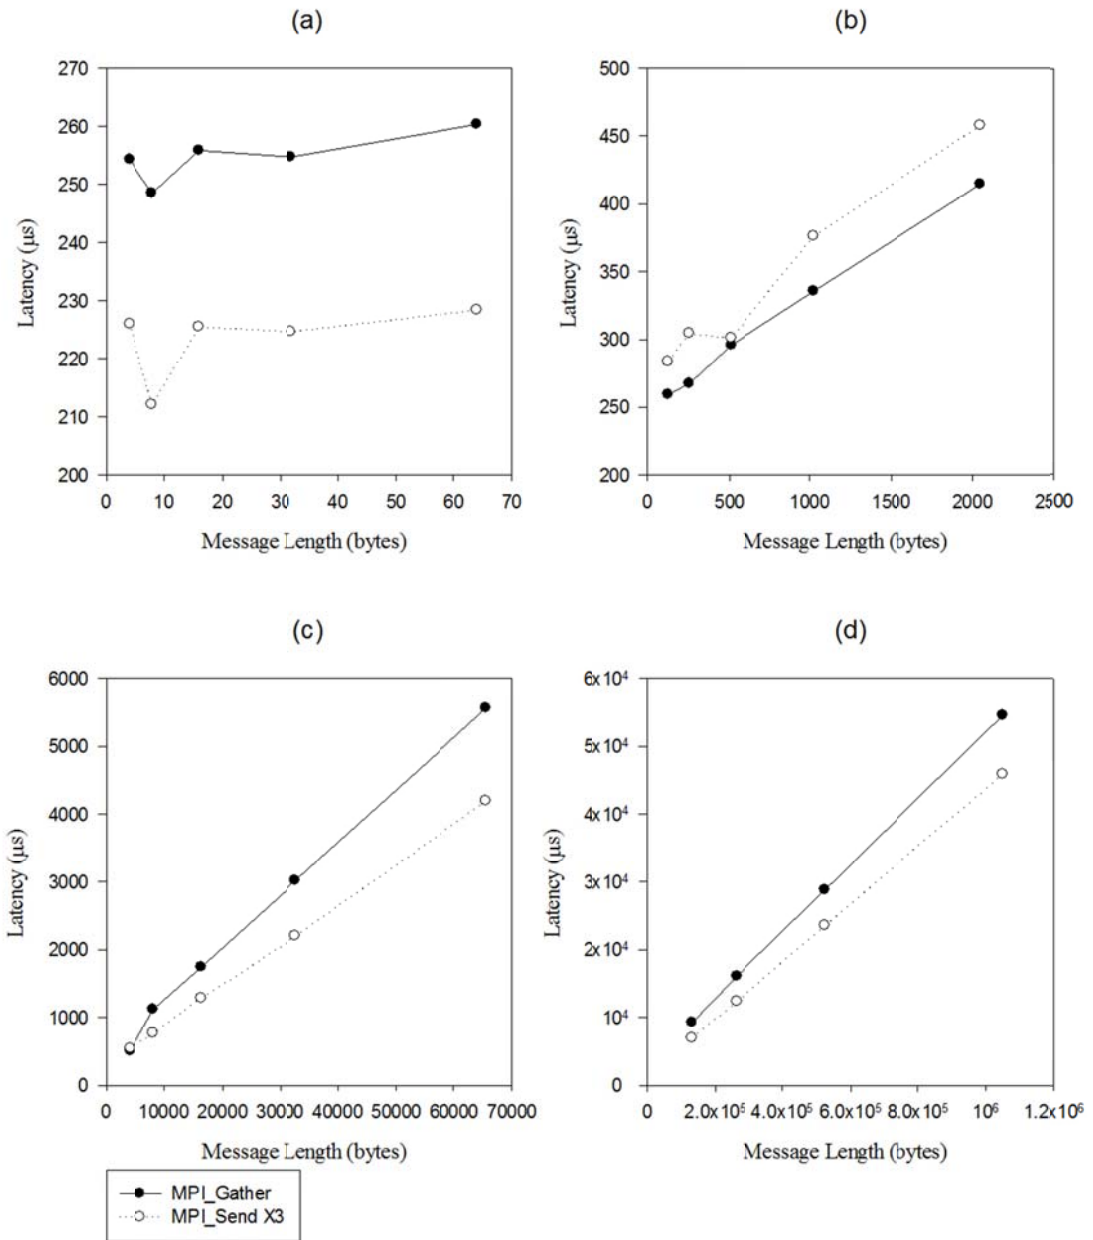 (a)
270
260
250
240
230
220
210
200
Latency (μs)
0 10 20 30 40 50 60 70
Message Length (bytes)
(b)
500
450
400
350
300
250
200
Latency (μs)
0 500 1000 1500 2000 2500
Message Length (bytes)
(c)
6000
5000
4000
3000
2000
1000
0
Latency (μs)
0 10000 20000 30000 40000 50000 60000 70000
Message Length (bytes)
(d)
6x10⁴
5x10⁴
4x10⁴
3x10⁴
2x10⁴
10⁴
0
Latency (μs)
0 2.0x10⁵ 4.0x10⁵ 6.0x10⁵ 8.0x10⁵ 10⁶ 1.2x10⁶
Message Length (bytes)
MPI_Gather
MPI_Send X3